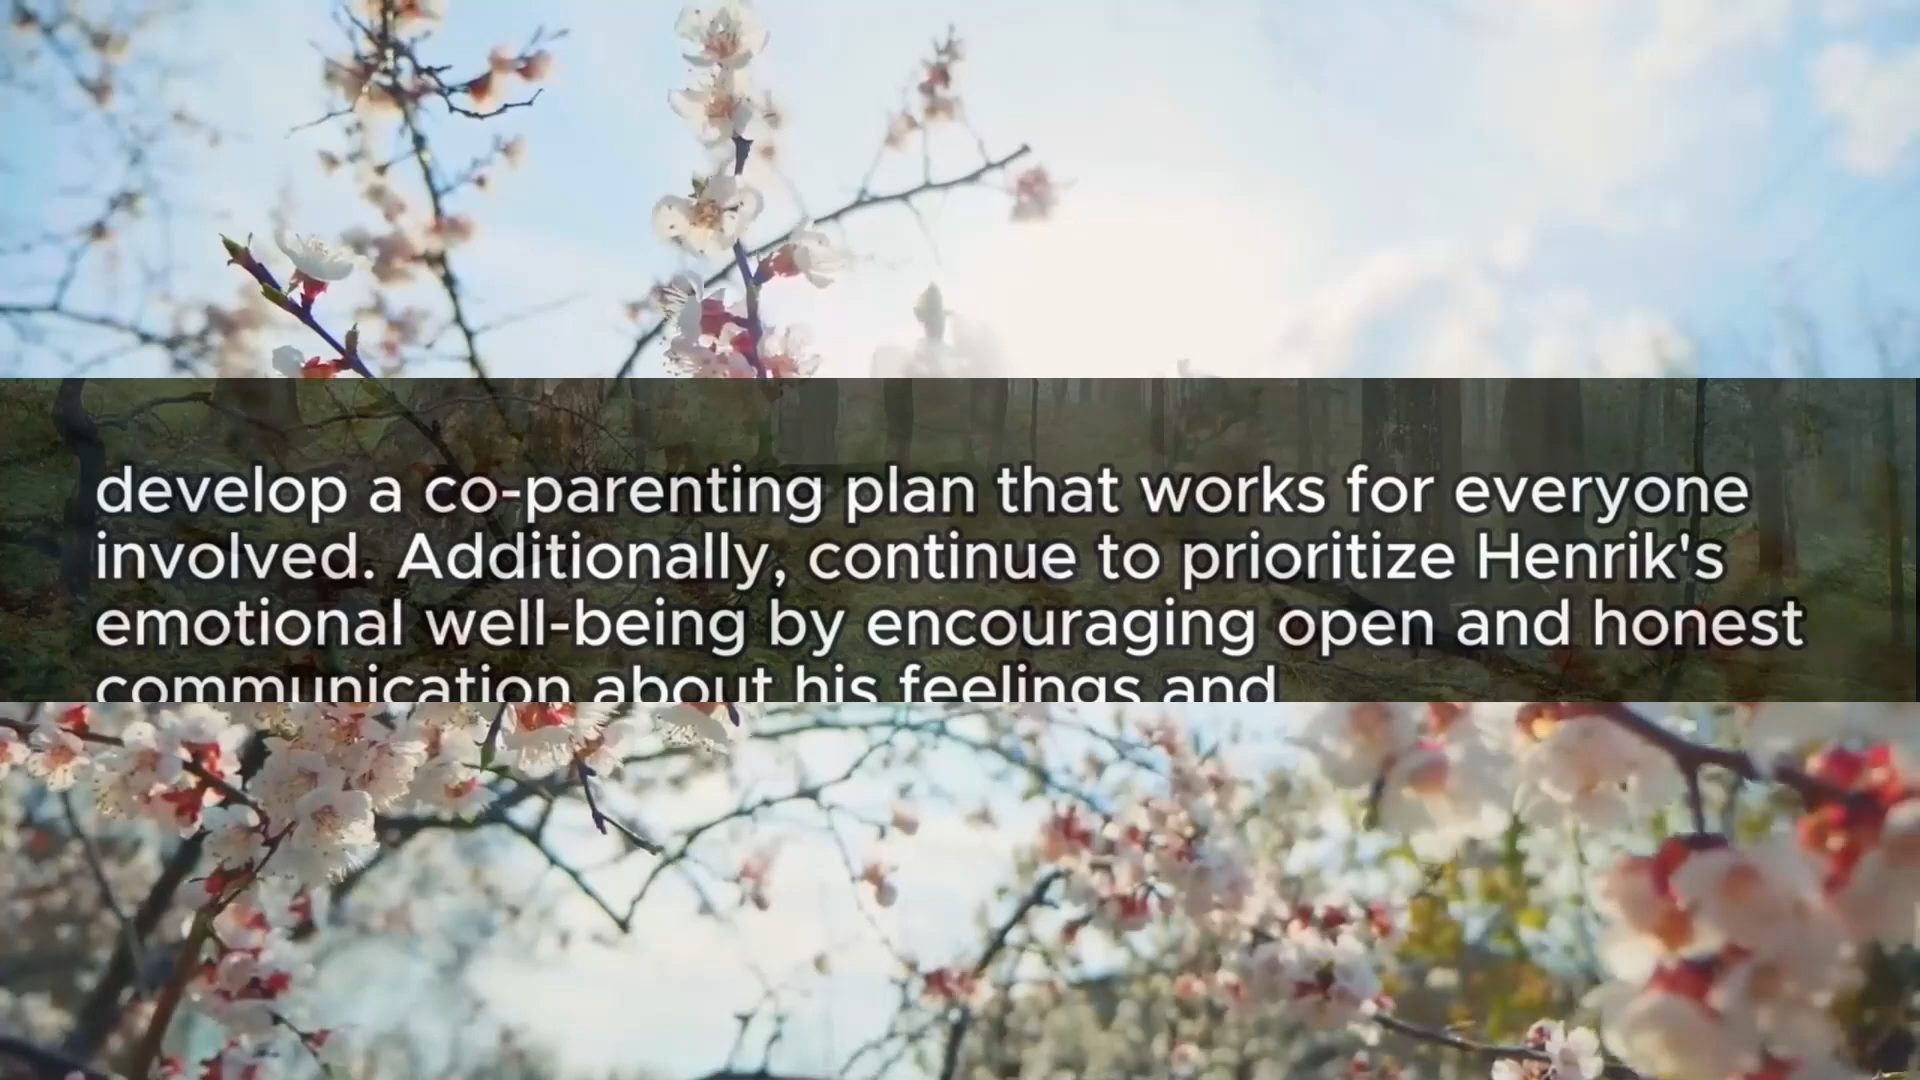 develop a co-parenting plan that works for everyone
involved. Additionally, continue to prioritize Henrik's
emotional well-being by encouraging open and honest
communication about his feelings and